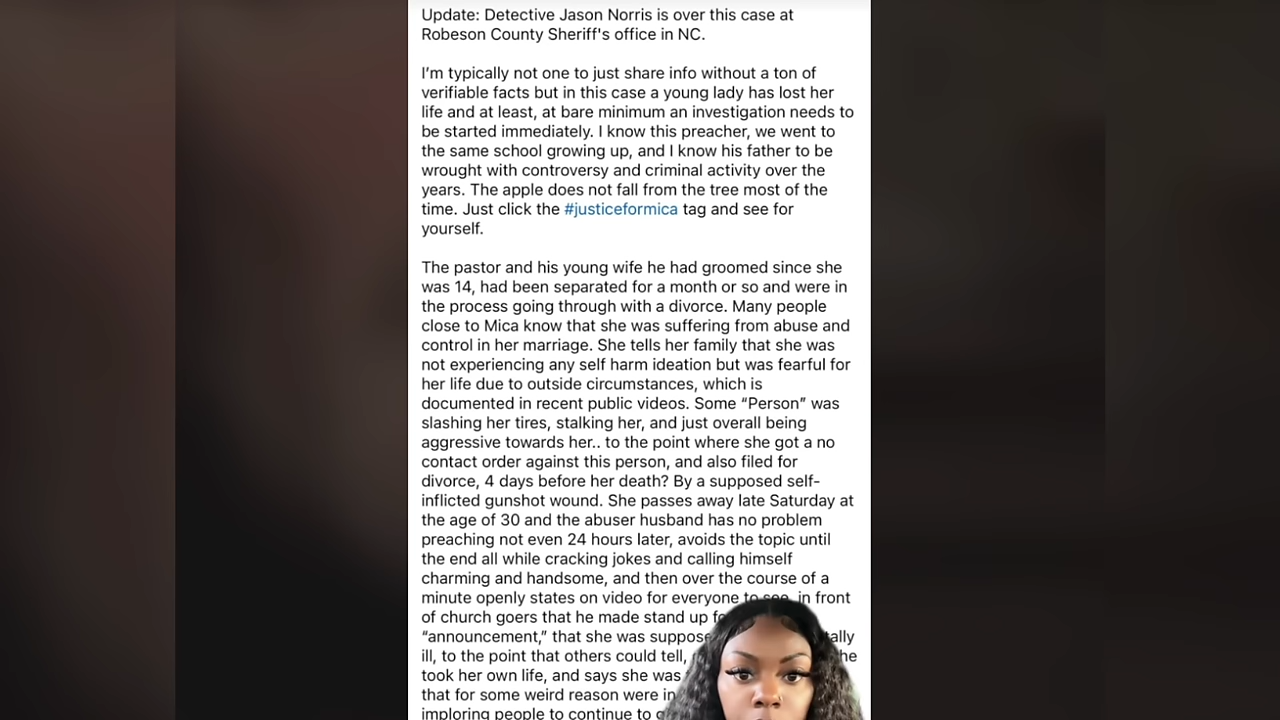 Update: Detective Jason Norris is over this case at
Robeson County Sheriff's office in NC.
I'm typically not one to just share info without a ton of
verifiable facts but in this case a young lady has lost her
life and at least, at bare minimum an investigation needs to
be started immediately. I know this preacher, we went to
the same school growing up, and I know his father to be
wrought with controversy and criminal activity over the
years. The apple does not fall from the tree most of the
time. Just click the #justiceformica tag and see for
yourself.
The pastor and his young wife he had groomed since she
was 14, had been separated for a month or so and were in
the process going through with a divorce. Many people
close to Mica know that she was suffering from abuse and
control in her marriage. She tells her family that she was
not experiencing any self harm ideation but was fearful for
her life due to outside circumstances, which is
documented in recent public videos. Some “Person” was
slashing her tires, stalking her, and just overall being
aggressive towards her.. to the point where she got a no
contact order against this person, and also filed for
divorce, 4 days before her death? By a supposed self-
inflicted gunshot wound. She passes away late Saturday at
the age of 30 and the abuser husband has no problem
preaching not even 24 hours later, avoids the topic until
the end all while cracking jokes and calling himself
charming and handsome, and then over the course of a
minute openly states on video for everyone to see, in front
of church goers that he made stand up
“announcement,” that she was
ill, to the point that others could tell, he
took her own life, and says she was
that for some weird reason were in
imploring people to continue to